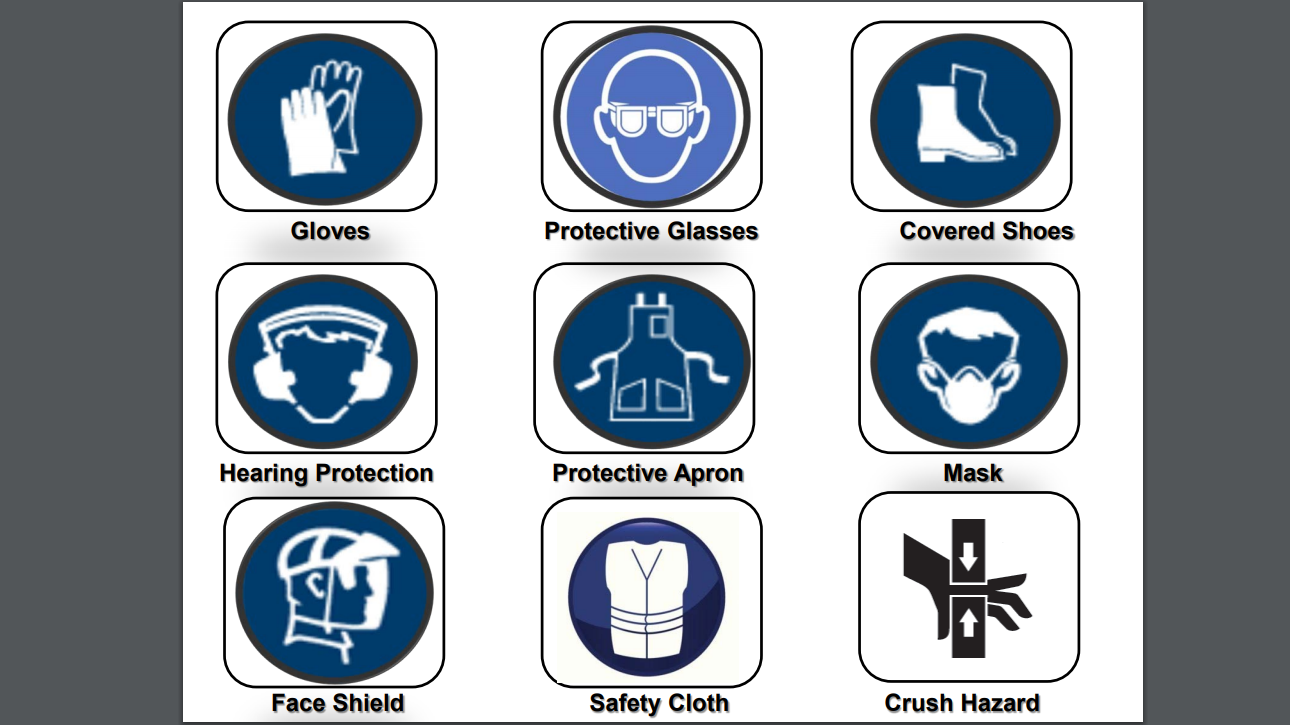 Gloves
Protective Glasses
Covered Shoes
Hearing Protection
Protective Apron
Mask
Face Shield
Safety Cloth
Crush Hazard